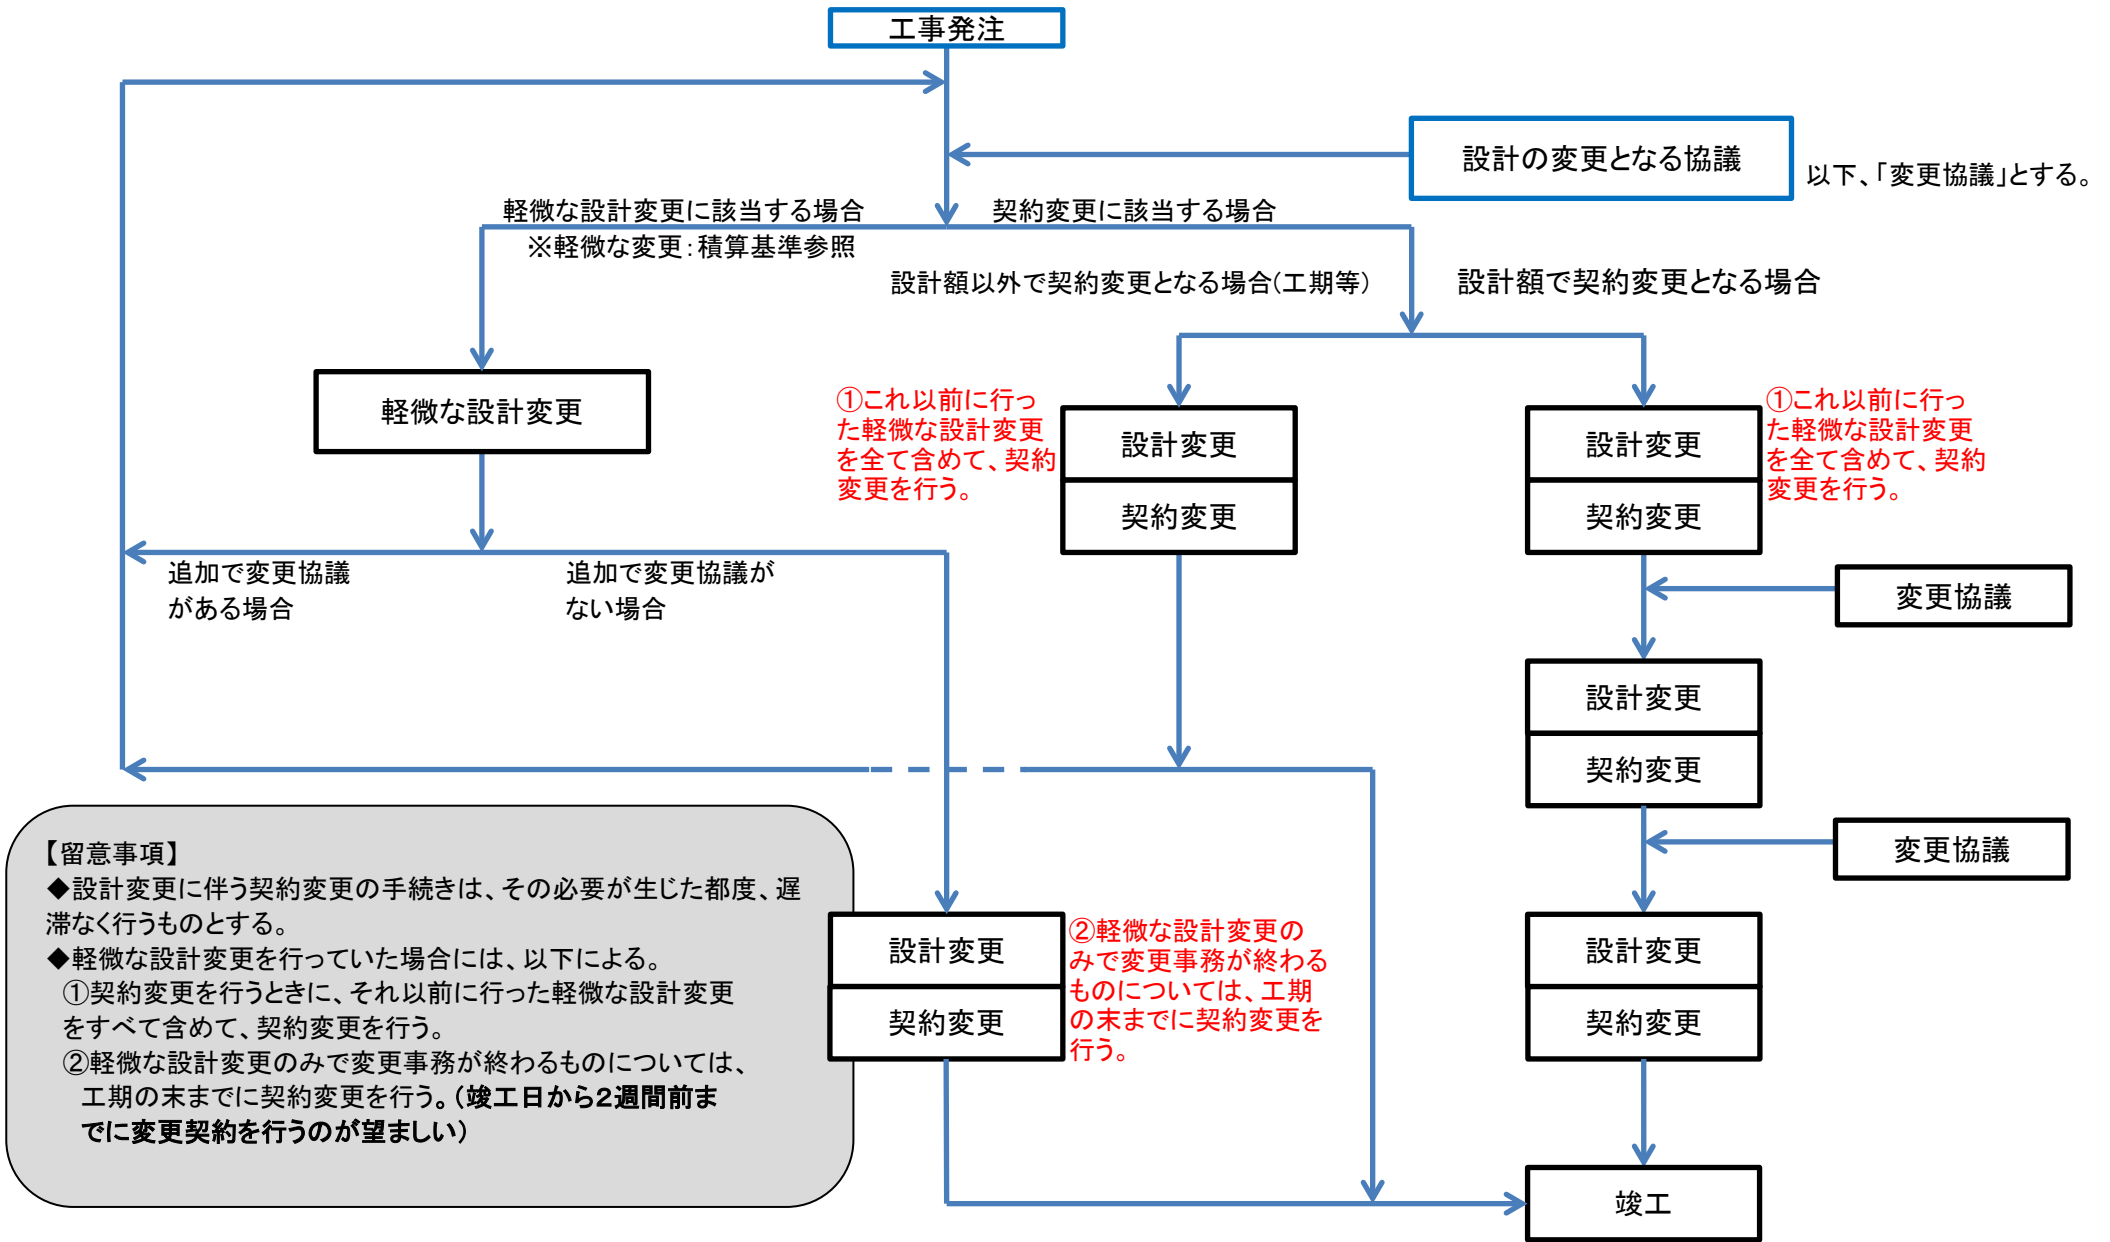 工事発注
設計の変更となる協議
以下、「変更協議」とする。
軽微な設計変更に該当する場合
契約変更に該当する場合
※軽微な変更：積算基準参照
設計額以外で契約変更となる場合(工期等)
設計額で契約変更となる場合
軽微な設計変更
①これ以前に行っ
た軽微な設計変更
を全て含めて、契約
変更を行う。
設計変更
契約変更
設計変更
契約変更
①これ以前に行っ
た軽微な設計変更
を全て含めて、契約
変更を行う。
追加で変更協議
がある場合
追加で変更協議が
ない場合
変更協議
設計変更
契約変更
変更協議
【留意事項】
◆設計変更に伴う契約変更の手続きは、その必要が生じた都度、遅
滞なく行うものとする。
◆軽微な設計変更を行っていた場合には、以下による。
①契約変更を行うときに、それ以前に行った軽微な設計変更
をすべて含めて、契約変更を行う。
②軽微な設計変更のみで変更事務が終わるものについては、
工期の末までに契約変更を行う。（竣工日から２週間前ま
でに変更契約を行うのが望ましい）
設計変更
契約変更
②軽微な設計変更の
みで変更事務が終わる
ものについては、工期
の末までに契約変更を
行う。
設計変更
契約変更
竣工